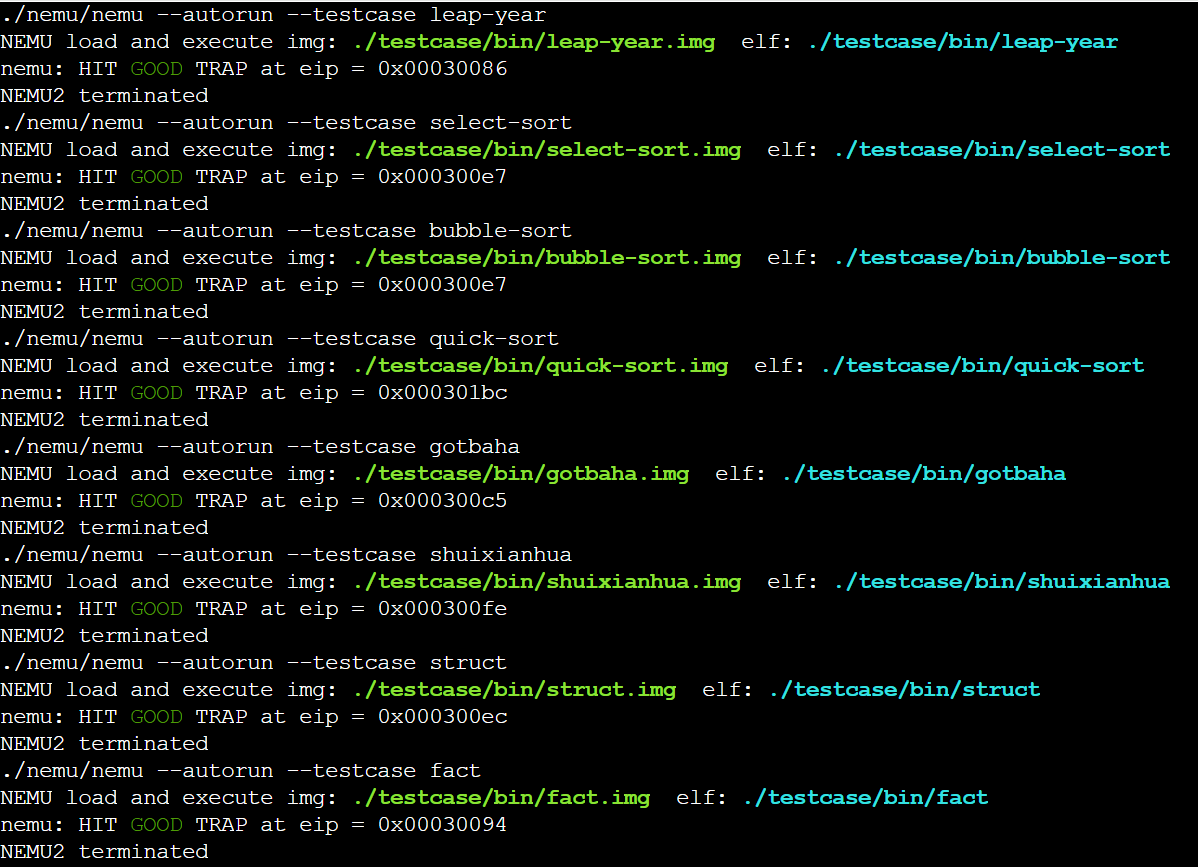 ./nemu/nemu --autorun --testcase leap-year
NEMU load and execute img: ./testcase/bin/leap-year.img  elf: ./testcase/bin/leap-year
nemu: HIT GOOD TRAP at eip = 0x00030086
NEMU2 terminated
./nemu/nemu --autorun --testcase select-sort
NEMU load and execute img: ./testcase/bin/select-sort.img  elf: ./testcase/bin/select-sort
nemu: HIT GOOD TRAP at eip = 0x000300e7
NEMU2 terminated
./nemu/nemu --autorun --testcase bubble-sort
NEMU load and execute img: ./testcase/bin/bubble-sort.img  elf: ./testcase/bin/bubble-sort
nemu: HIT GOOD TRAP at eip = 0x000300e7
NEMU2 terminated
./nemu/nemu --autorun --testcase quick-sort
NEMU load and execute img: ./testcase/bin/quick-sort.img  elf: ./testcase/bin/quick-sort
nemu: HIT GOOD TRAP at eip = 0x000301bc
NEMU2 terminated
./nemu/nemu --autorun --testcase gotbaha
NEMU load and execute img: ./testcase/bin/gotbaha.img  elf: ./testcase/bin/gotbaha
nemu: HIT GOOD TRAP at eip = 0x000300c5
NEMU2 terminated
./nemu/nemu --autorun --testcase shuixianhua
NEMU load and execute img: ./testcase/bin/shuixianhua.img  elf: ./testcase/bin/shuixianhua
nemu: HIT GOOD TRAP at eip = 0x000300fe
NEMU2 terminated
./nemu/nemu --autorun --testcase struct
NEMU load and execute img: ./testcase/bin/struct.img  elf: ./testcase/bin/struct
nemu: HIT GOOD TRAP at eip = 0x000300ec
NEMU2 terminated
./nemu/nemu --autorun --testcase fact
NEMU load and execute img: ./testcase/bin/fact.img  elf: ./testcase/bin/fact
nemu: HIT GOOD TRAP at eip = 0x00030094
NEMU2 terminated